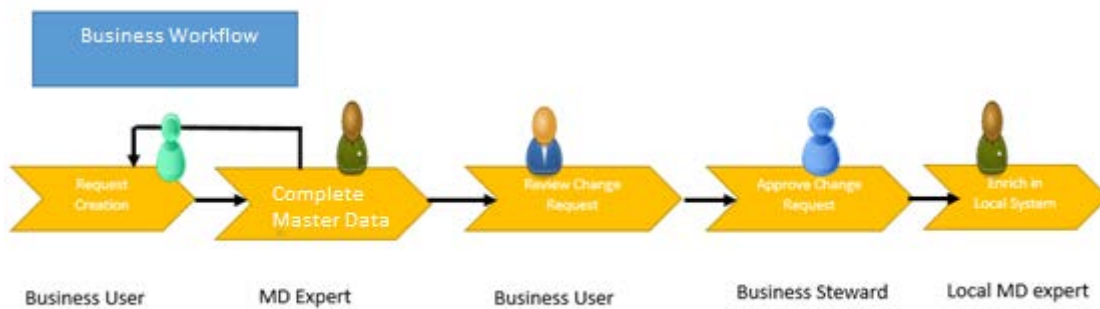 Business Workflow
Request
Creation
Complete
Master Data
Review Change
Request
Approve Change
Request
Enrich in
Local System
Business User
MD Expert
Business User
Business Steward
Local MD expert